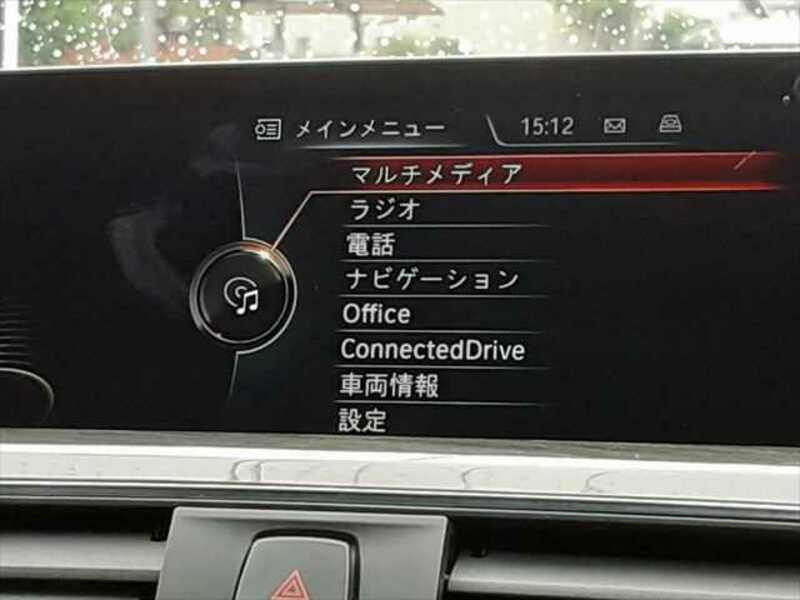 メインメニュー 15:12
マルチメディア
ラジオ
電話
ナビゲーション
Office
ConnectedDrive
車両情報
設定